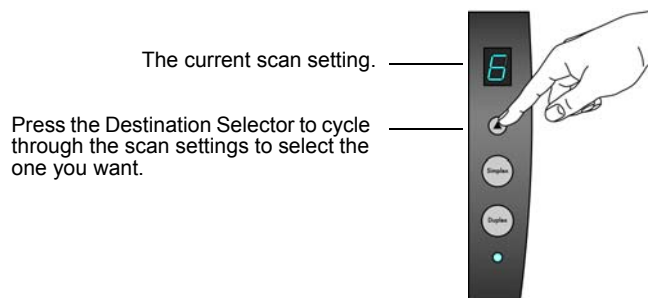 The current scan setting.
6
Press the Destination Selector to cycle
through the scan settings to select the
one you want.
Simplex
Duplex